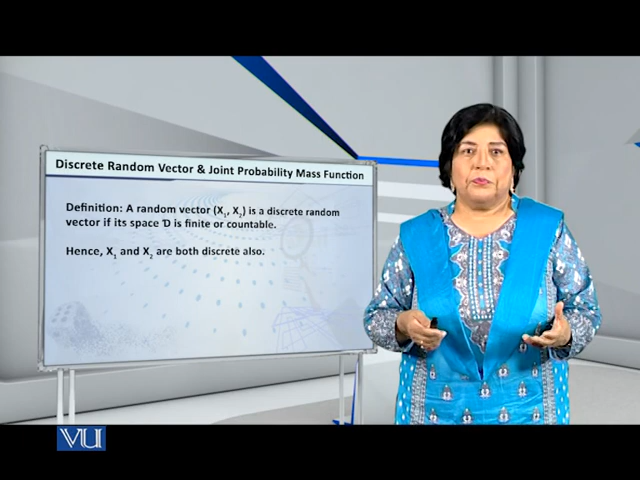 Discrete Random Vector & Joint Probability Mass Function
Definition: A random vector (X₁, X₂) is a discrete random
vector if its space Ɗ is finite or countable.
Hence, X₁ and X₂ are both discrete also.
VU